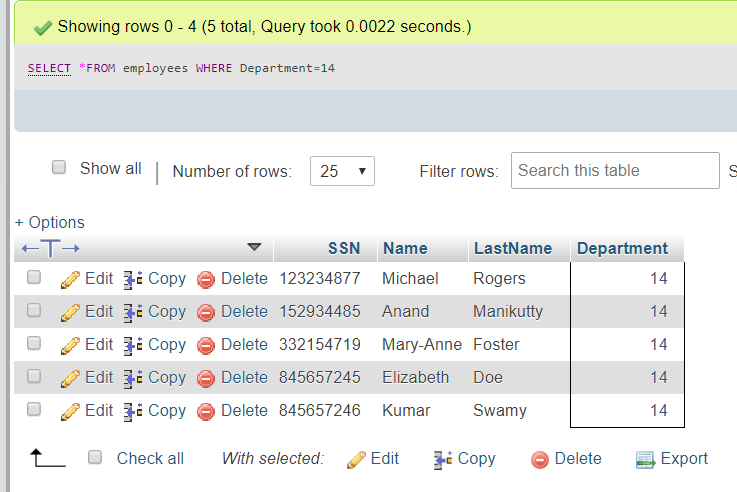 Showing rows 0 - 4 (5 total, Query took 0.0022 seconds.)
SELECT *FROM employees WHERE Department=14
Show all | Number of rows: 25 Filter rows: Search this table S
+ Options
←T→ ▼ SSN Name LastName Department
Edit Copy Delete 123234877 Michael Rogers 14
Edit Copy Delete 152934485 Anand Manikutty 14
Edit Copy Delete 332154719 Mary-Anne Foster 14
Edit Copy Delete 845657245 Elizabeth Doe 14
Edit Copy Delete 845657246 Kumar Swamy 14
Check all With selected: Edit Copy Delete Export